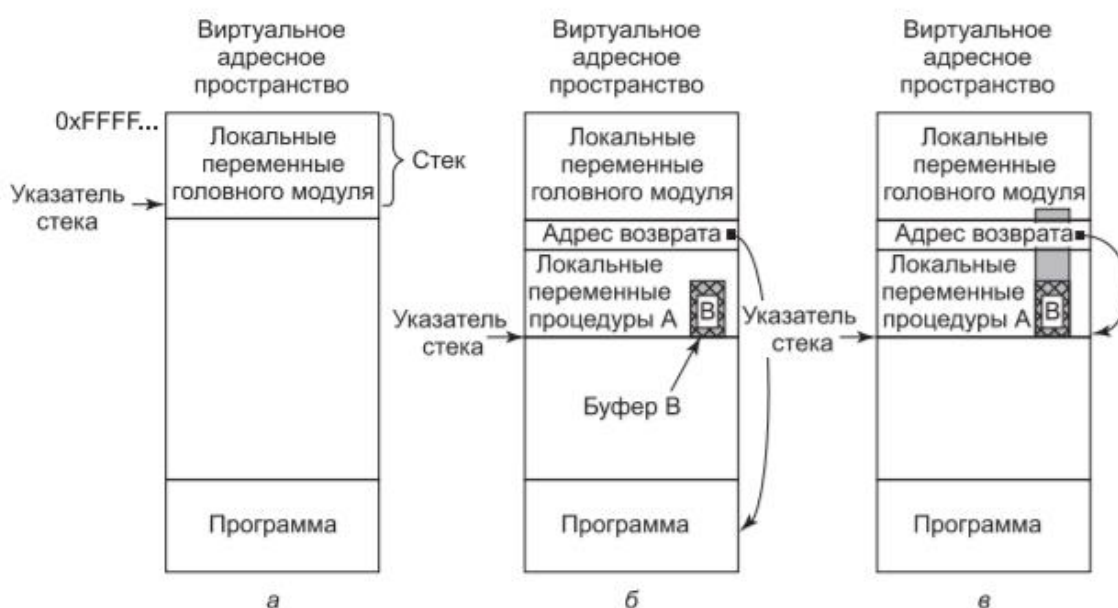 Виртуальное
адресное
пространство
0xFFFF...
Локальные
переменные
головного модуля
Стек
Указатель
стека
Программа
а
Виртуальное
адресное
пространство
Локальные
переменные
головного модуля
Адрес возврата
Локальные
переменные
процедуры А
В
Указатель
стека
Буфер В
Программа
б
Виртуальное
адресное
пространство
Локальные
переменные
головного модуля
Адрес возврата
Локальные
переменные
процедуры А
В
Указатель
стека
Программа
в